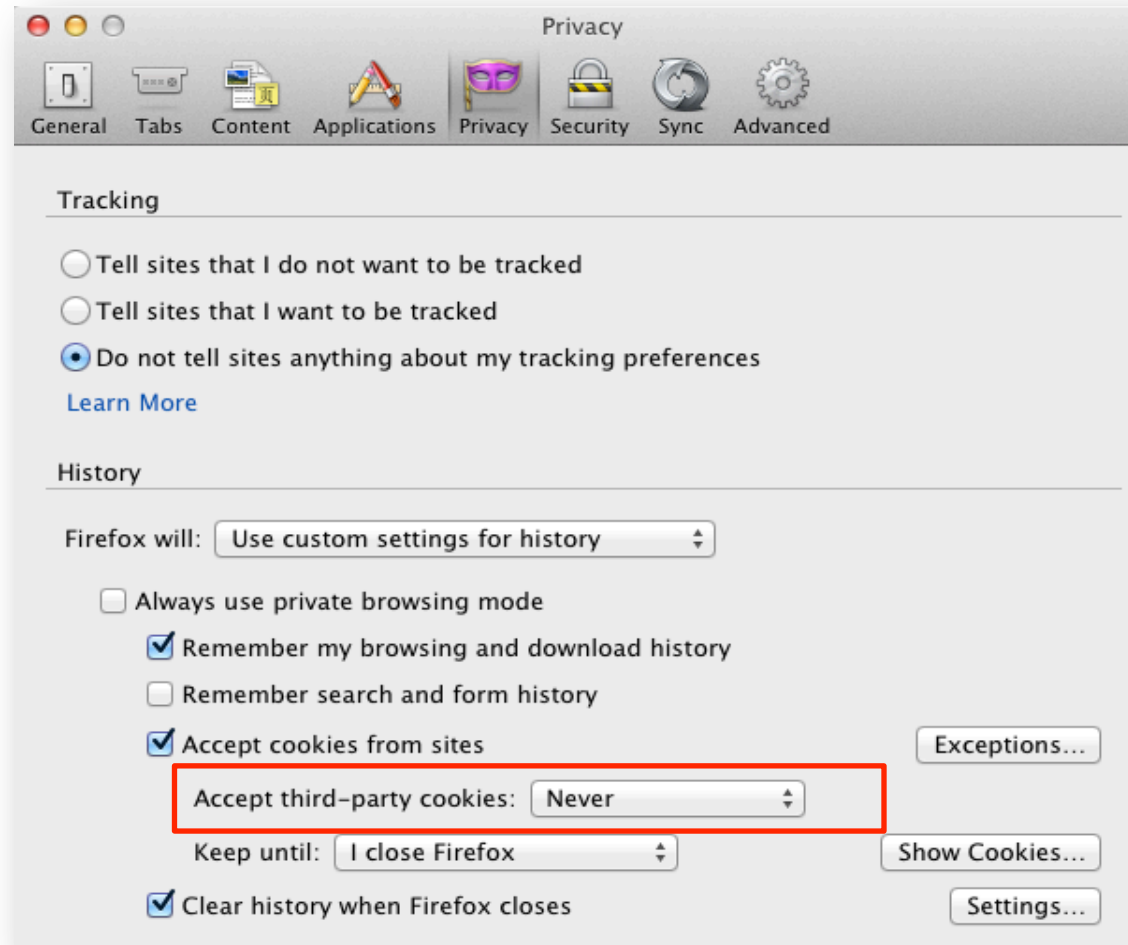 Privacy
页
General Tabs Content Applications Privacy Security Sync Advanced
Tracking
Tell sites that I do not want to be tracked
Tell sites that I want to be tracked
Do not tell sites anything about my tracking preferences
Learn More
History
Firefox will: Use custom settings for history
Always use private browsing mode
Remember my browsing and download history
Remember search and form history
Accept cookies from sites Exceptions...
Accept third-party cookies: Never
Keep until: I close Firefox Show Cookies...
Clear history when Firefox closes Settings...